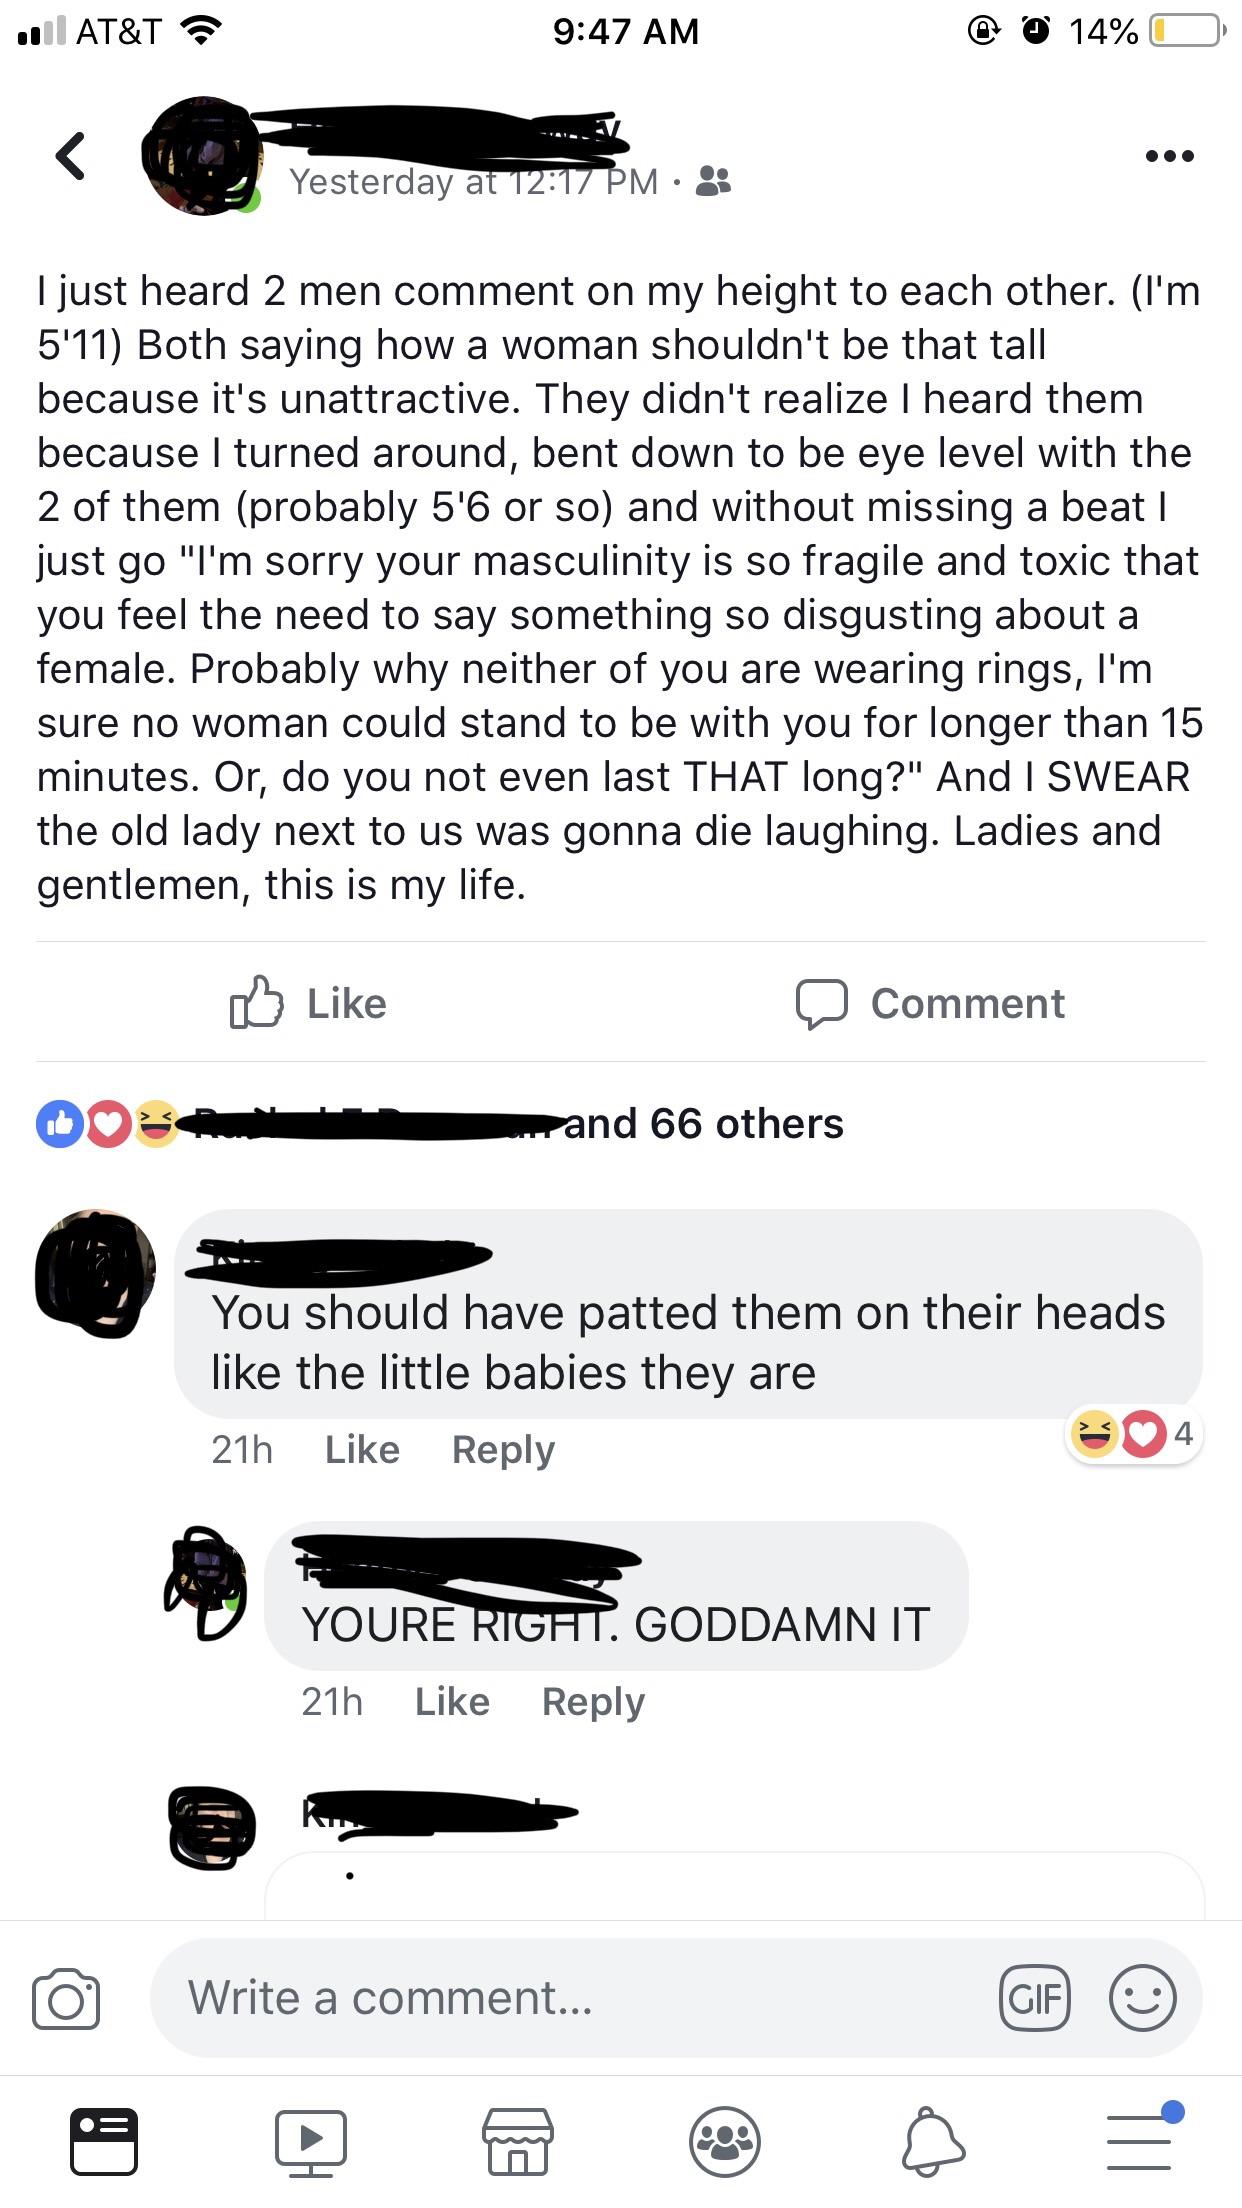 AT&T 9:47 AM 14%
Yesterday at 12:17 PM ·
I just heard 2 men comment on my height to each other. (I'm
5'11) Both saying how a woman shouldn't be that tall
because it's unattractive. They didn't realize I heard them
because I turned around, bent down to be eye level with the
2 of them (probably 5'6 or so) and without missing a beat I
just go "I'm sorry your masculinity is so fragile and toxic that
you feel the need to say something so disgusting about a
female. Probably why neither of you are wearing rings, I'm
sure no woman could stand to be with you for longer than 15
minutes. Or, do you not even last THAT long?" And I SWEAR
the old lady next to us was gonna die laughing. Ladies and
gentlemen, this is my life.
Like Comment
and 66 others
You should have patted them on their heads
like the little babies they are
21h Like Reply 4
YOURE RIGHT. GODDAMN IT
21h Like Reply
Write a comment... GIF